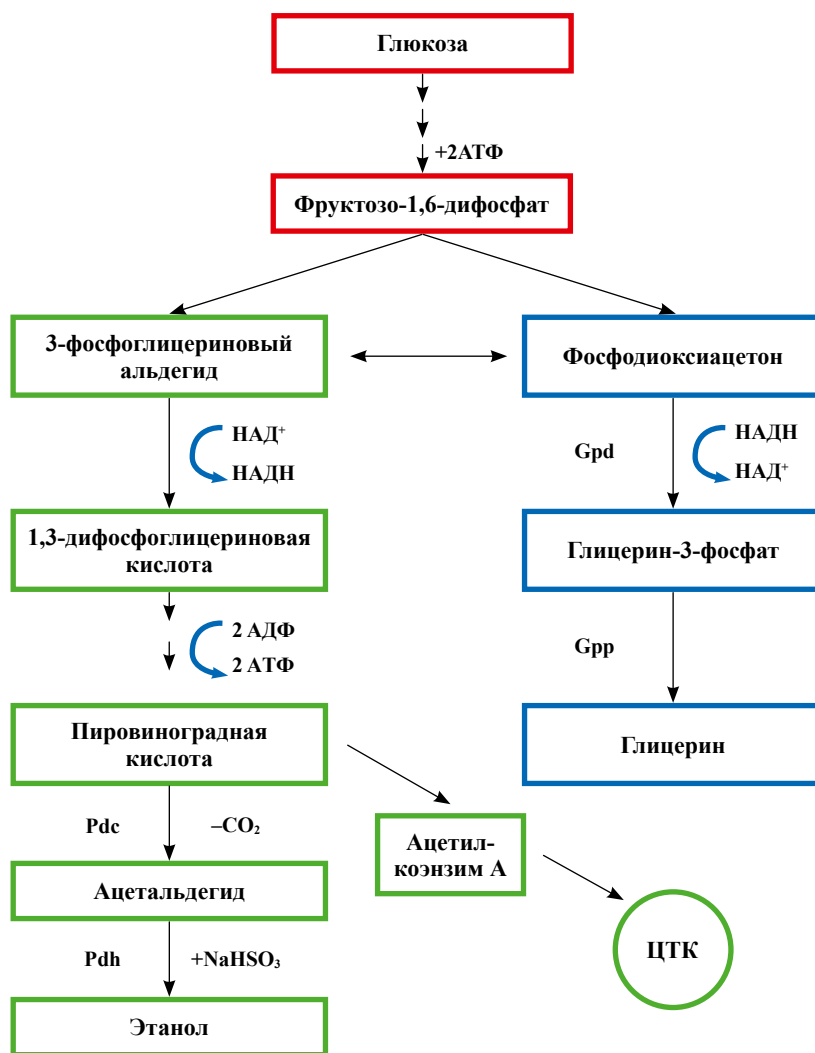 Глюкоза
+2АТФ
Фруктозо-1,6-дифосфат
3-фосфоглицериновый
альдегид
Фосфодиоксиацетон
НАД⁺
НАДН
Gpd
НАДН
НАД⁺
1,3-дифосфоглицериновая
кислота
Глицерин-3-фосфат
2 АДФ
2 АТФ
Gpp
Пировиноградная
кислота
Глицерин
Pdc
–CO₂
Ацетил-
коэнзим А
Ацетальдегид
ЦТК
Pdh
+NaHSO₃
Этанол